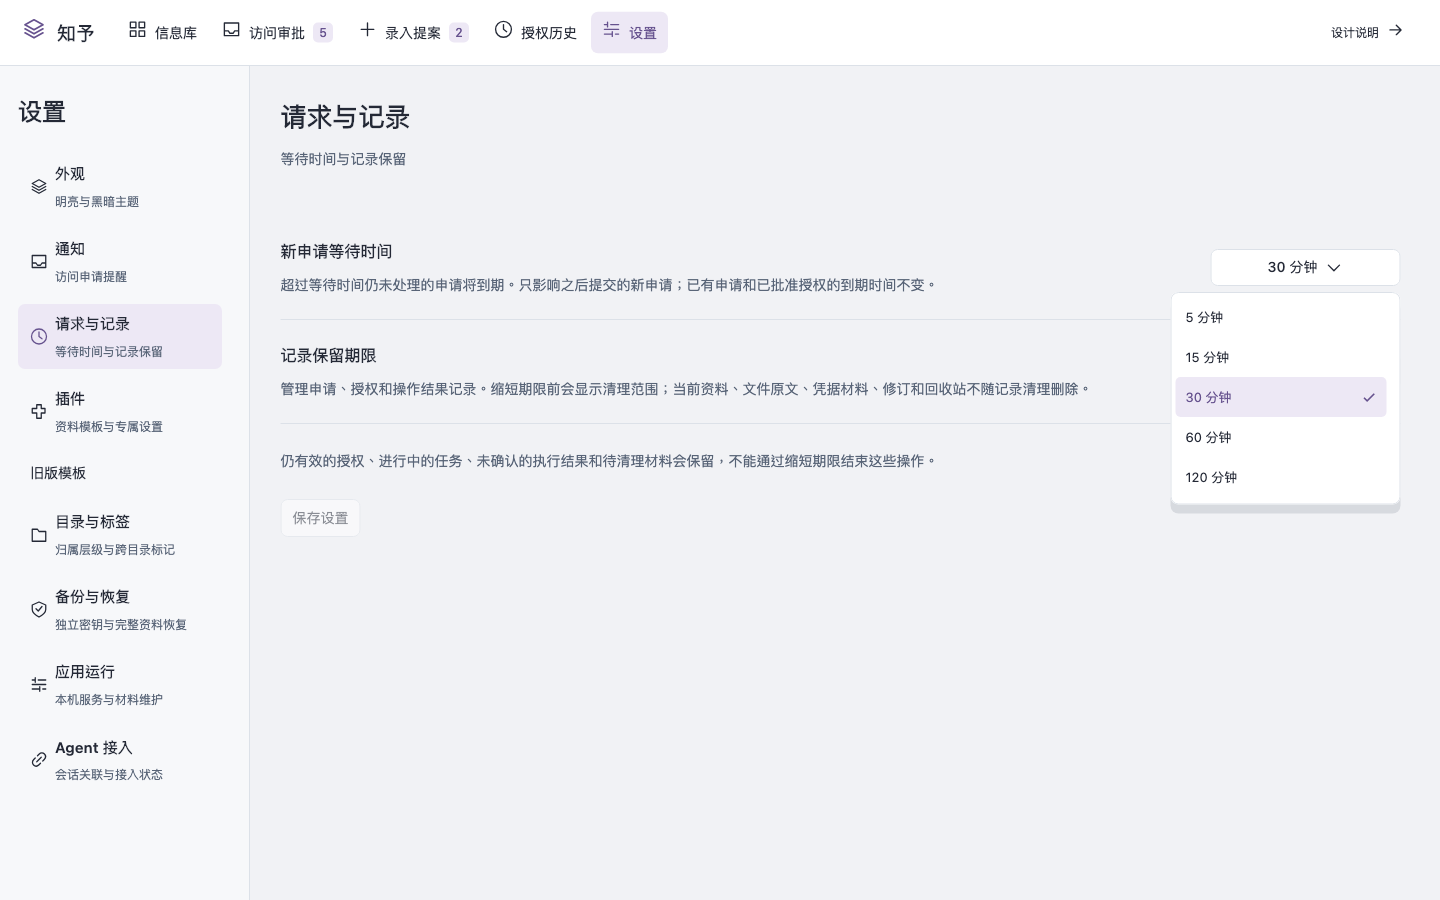 知予
信息库
访问审批 5
录入提案 2
授权历史
设置
设计说明
设置
外观
明亮与黑暗主题
通知
访问申请提醒
请求与记录
等待时间与记录保留
插件
资料模板与专属设置
旧版模板
目录与标签
归属层级与跨目录标记
备份与恢复
独立密钥与完整资料恢复
应用运行
本机服务与材料维护
Agent 接入
会话关联与接入状态
请求与记录
等待时间与记录保留
新申请等待时间
超过等待时间仍未处理的申请将到期。只影响之后提交的新申请；已有申请和已批准授权的到期时间不变。
30 分钟
5 分钟
15 分钟
30 分钟
60 分钟
120 分钟
记录保留期限
管理申请、授权和操作结果记录。缩短期限前会显示清理范围；当前资料、文件原文、凭据材料、修订和回收站不随记录清理删除。
仍有效的授权、进行中的任务、未确认的执行结果和待清理材料会保留，不能通过缩短期限结束这些操作。
保存设置